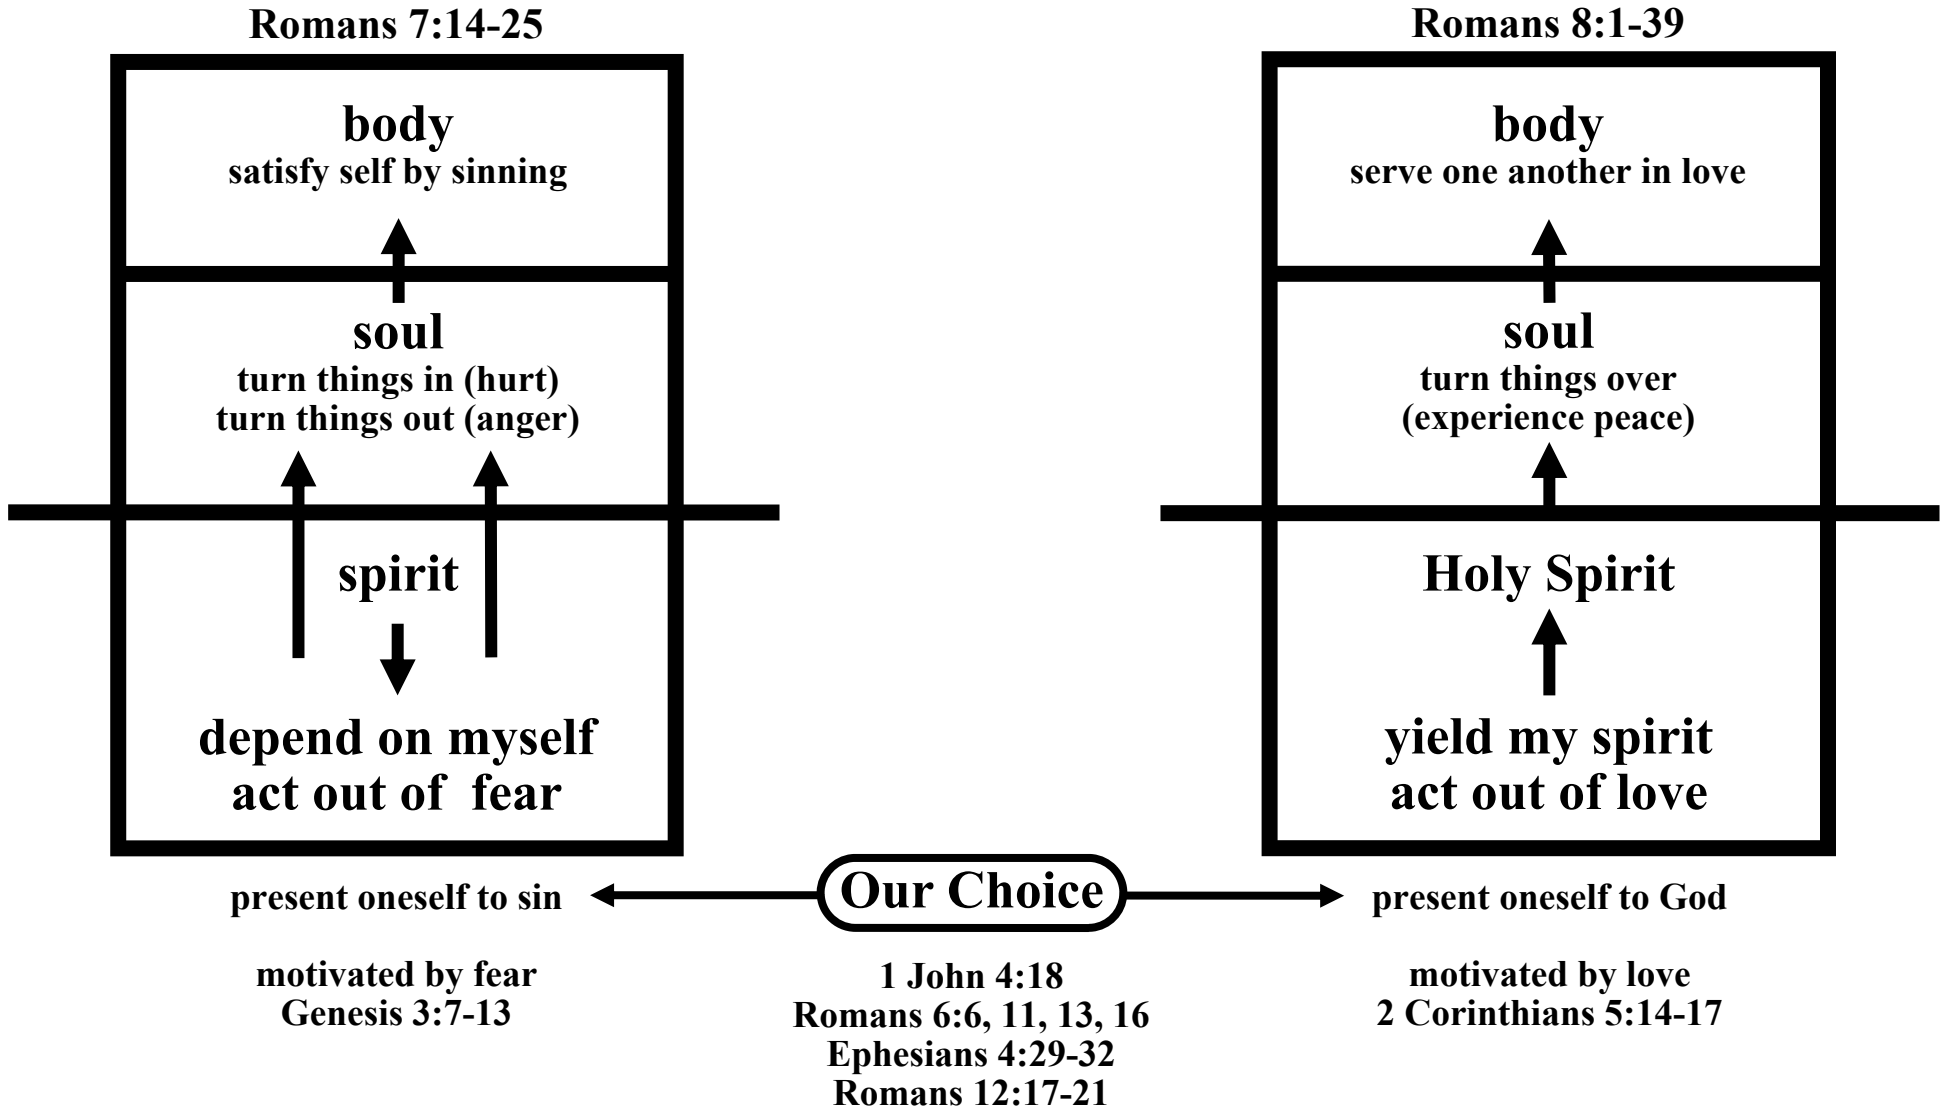 Romans 7:14-25
body
satisfy self by sinning
soul
turn things in (hurt)
turn things out (anger)
spirit
depend on myself
act out of fear
present oneself to sin
motivated by fear
Genesis 3:7-13
Our Choice
1 John 4:18
Romans 6:6, 11, 13, 16
Ephesians 4:29-32
Romans 12:17-21
Romans 8:1-39
body
serve one another in love
soul
turn things over
(experience peace)
Holy Spirit
yield my spirit
act out of love
present oneself to God
motivated by love
2 Corinthians 5:14-17